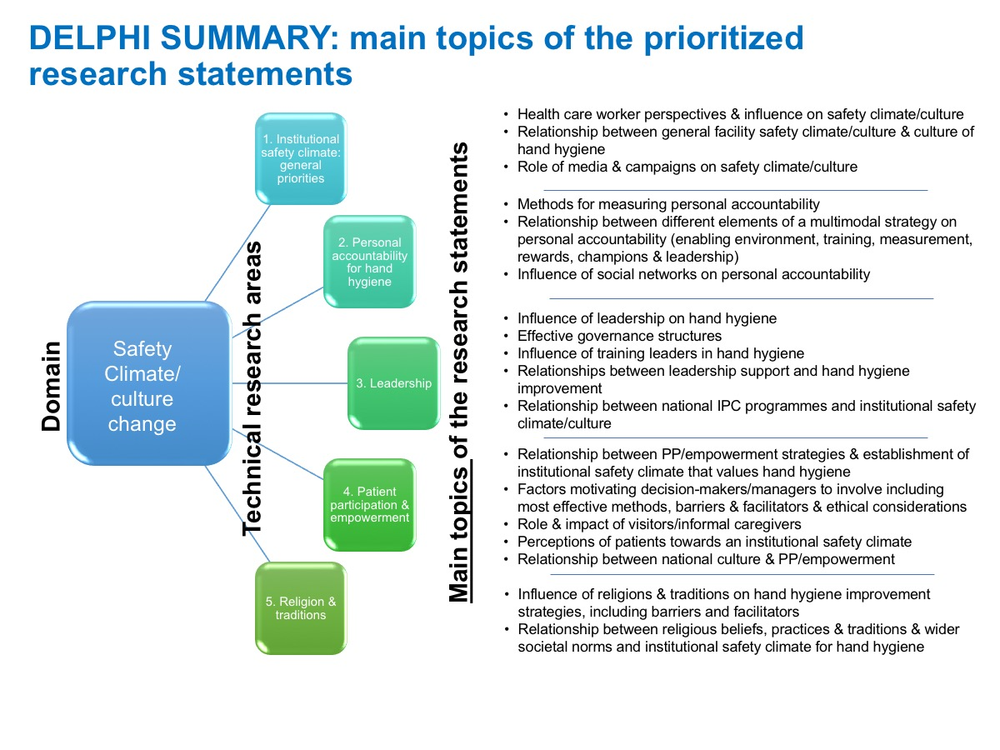 DELPHI SUMMARY: main topics of the prioritized
research statements
Domain
Safety
Climate/
culture
change
Technical research areas
1. Institutional
safety climate:
general
priorities
2. Personal
accountability
for hand
hygiene
3. Leadership
4. Patient
participation &
empowerment
5. Religion &
traditions
Main topics of the research statements
• Health care worker perspectives & influence on safety climate/culture
• Relationship between general facility safety climate/culture & culture of
hand hygiene
• Role of media & campaigns on safety climate/culture
• Methods for measuring personal accountability
• Relationship between different elements of a multimodal strategy on
personal accountability (enabling environment, training, measurement,
rewards, champions & leadership)
• Influence of social networks on personal accountability
• Influence of leadership on hand hygiene
• Effective governance structures
• Influence of training leaders in hand hygiene
• Relationships between leadership support and hand hygiene
improvement
• Relationship between national IPC programmes and institutional safety
climate/culture
• Relationship between PP/empowerment strategies & establishment of
institutional safety climate that values hand hygiene
• Factors motivating decision-makers/managers to involve including
most effective methods, barriers & facilitators & ethical considerations
• Role & impact of visitors/informal caregivers
• Perceptions of patients towards an institutional safety climate
• Relationship between national culture & PP/empowerment
• Influence of religions & traditions on hand hygiene improvement
strategies, including barriers and facilitators
• Relationship between religious beliefs, practices & traditions & wider
societal norms and institutional safety climate for hand hygiene